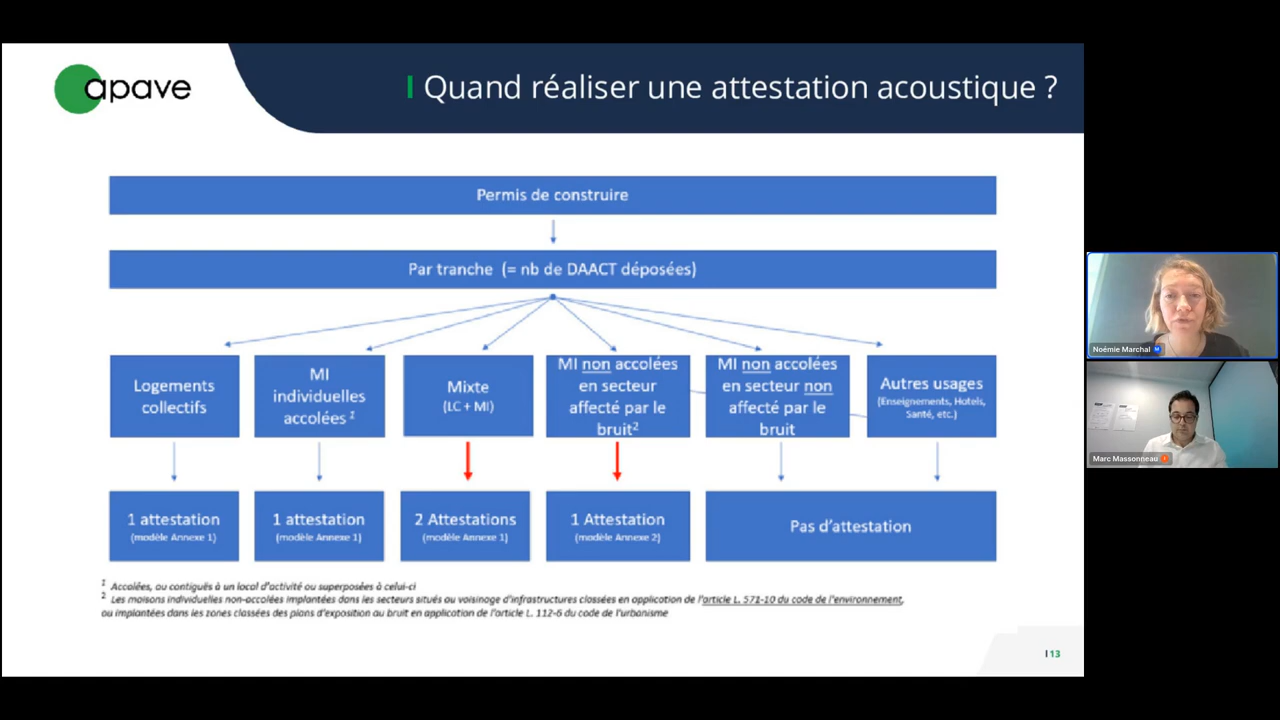 apave
Quand réaliser une attestation acoustique ?
Permis de construire
Par tranche (= nb de DAACT déposées)
Logements
collectifs
MI
individuelles
accolées 1
Mixte
(LC + MI)
MI non accolées
en secteur
affecté par le
bruit2
MI non accolées
en secteur non
affecté par le
bruit
Autres usages
(Enseignements, Hotels,
Santé, etc.)
1 attestation
(modèle Annexe 1)
1 attestation
(modèle Annexe 1)
2 Attestations
(modèle Annexe 1)
1 Attestation
(modèle Annexe 2)
Pas d'attestation
1 Accolées, ou contiguës à un local d'activité ou superposées à celui-ci
2 Les maisons individuelles non-accolées implantées dans les secteurs situés au voisinage d'infrastructures classées en application de l'article L. 571-10 du code de l'environnement,
ou implantées dans les zones classées des plans d'exposition au bruit en application de l'article L. 112-6 du code de l'urbanisme
13
Noémie Marchal
Marc Massonneau